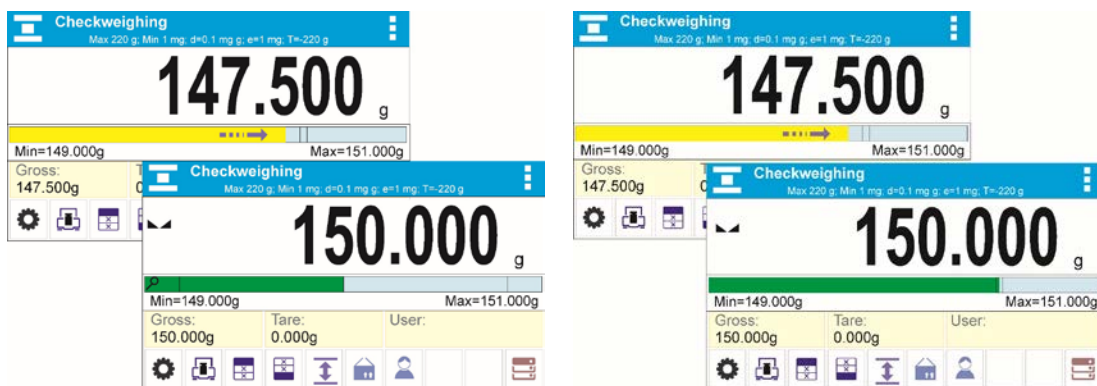 Checkweighing
Max 220 g; Min 1 mg; d=0.1 mg g; e=1 mg; T=-220 g
147.500 g
Min=149.000g Max=151.000g
Gross:
147.500g
Checkweighing
Max 220 g; Min 1 mg; d=0.1 mg g; e=1 mg; T=-220 g
150.000 g
Min=149.000g Max=151.000g
Gross: Tare: User:
150.000g 0.000g
Checkweighing
Max 220 g; Min 1 mg; d=0.1 mg g; e=1 mg; T=-220 g
147.500 g
Min=149.000g Max=151.000g
Gross:
147.500g
Checkweighing
Max 220 g; Min 1 mg; d=0.1 mg g; e=1 mg; T=-220 g
150.000 g
Min=149.000g Max=151.000g
Gross: Tare: User:
150.000g 0.000g